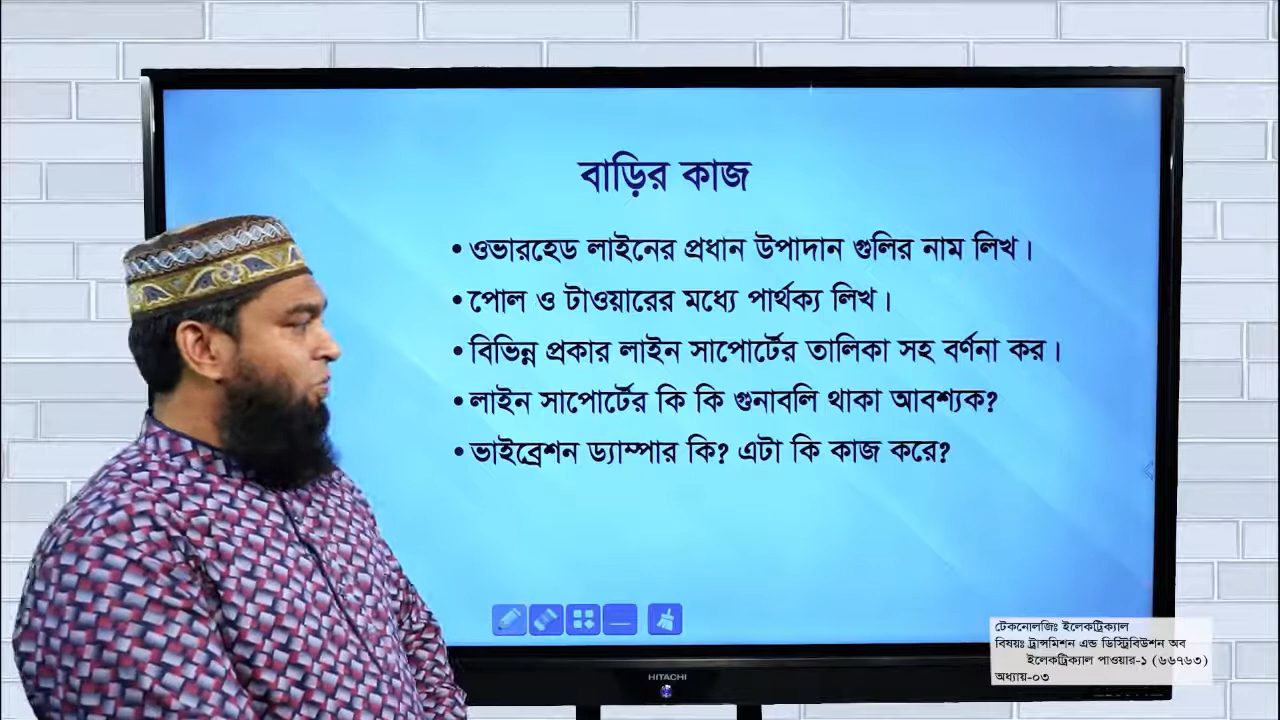 বাড়ির কাজ
• ওভারহেড লাইনের প্রধান উপাদান গুলির নাম লিখ।
• পোল ও টাওয়ারের মধ্যে পার্থক্য লিখ।
• বিভিন্ন প্রকার লাইন সাপোর্টের তালিকা সহ বর্ণনা কর।
• লাইন সাপোর্টের কি কি গুনাবলি থাকা আবশ্যক?
• ভাইব্রেশন ড্যাম্পার কি? এটা কি কাজ করে?
HITACHI
টেকনোলজিঃ ইলেকট্রিক্যাল
বিষয়ঃ ট্রান্সমিশন এন্ড ডিস্ট্রিবিউশন অব
ইলেকট্রিক্যাল পাওয়ার-১ (৬৬৭৬৩)
অধ্যায়-০৩